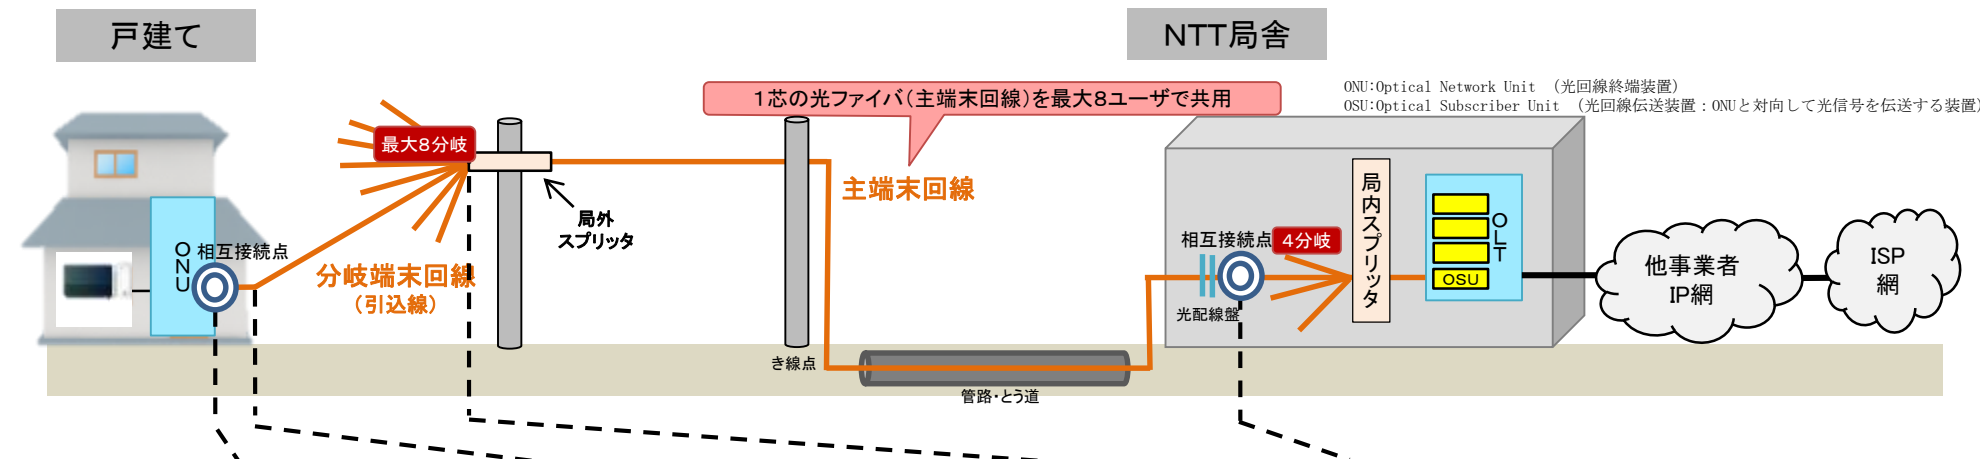 戸建て
NTT局舎
1芯の光ファイバ(主端末回線)を最大8ユーザで共用
ONU:Optical Network Unit （光回線終端装置）
OSU:Optical Subscriber Unit （光回線伝送装置：ONUと対向して光信号を伝送する装置）
最大8分岐
主端末回線
局外
スプリッタ
ONU
相互接続点
分岐端末回線
（引込線）
き線点
管路・とう道
相互接続点
4分岐
光配線盤
局内スプリッタ
OLT
OSU
他事業者
IP網
ISP
網